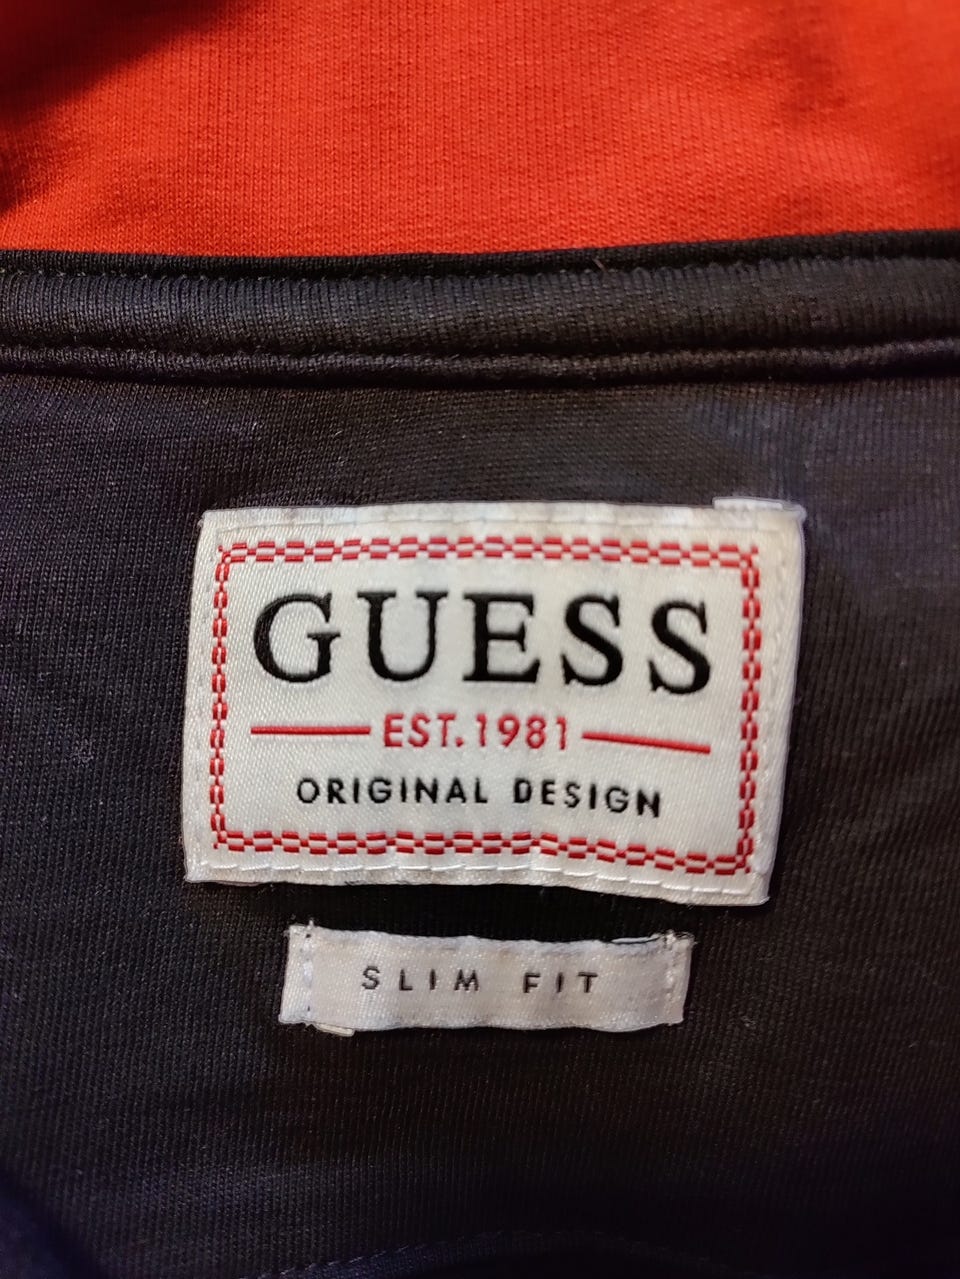 GUESS
EST.1981
ORIGINAL DESIGN
SLIM FIT